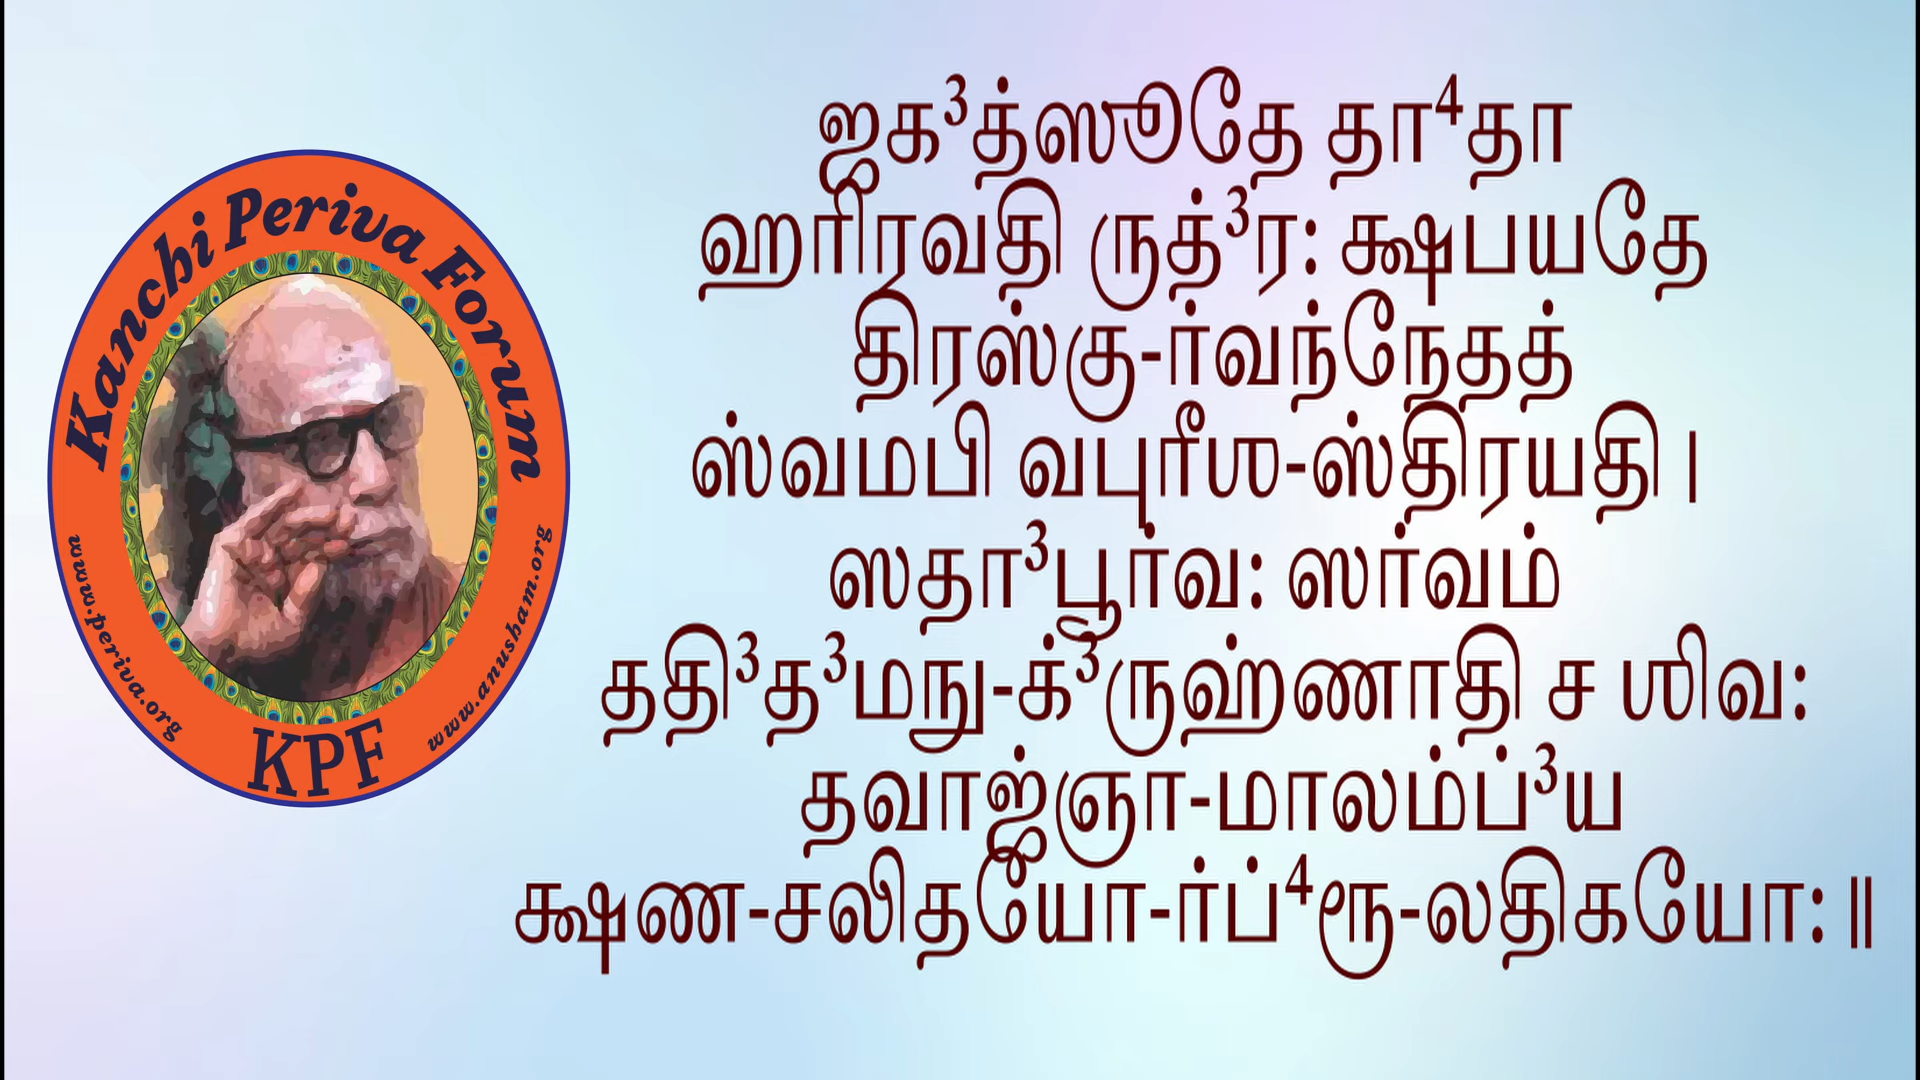 Kanchi Periva Forum
www.periva.org
www.anusham.org
KPF
ஜக³த்ஸூதே தா⁴தா
ஹரிரவதி ருத்³ர: க்ஷபயதே
திரஸ்கு-ர்வந்நேதத்
ஸ்வமபி வபுரீஶ-ஸ்திரயதி ।
ஸதா³பூர்வ: ஸர்வம்
ததி³த³மநு-க்³ருஹ்ணாதி ச ஶிவ:
தவாஜ்ஞா-மாலம்ப்³ய
க்ஷண-சலிதயோ-ர்ப்⁴ரூ-லதிகயோ: ॥